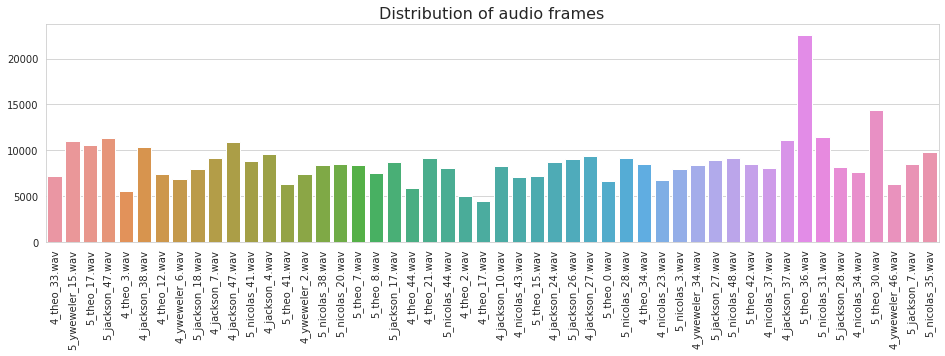 Distribution of audio frames
20000
15000
10000
5000
0
4_theo_33.wav
5_yweweler_15.wav
5_theo_17.wav
5_jackson_47.wav
4_theo_3.wav
4_jackson_38.wav
4_theo_12.wav
4_yweweler_6.wav
5_jackson_18.wav
4_jackson_7.wav
4_jackson_47.wav
5_nicolas_41.wav
4_jackson_4.wav
5_theo_41.wav
4_yweweler_2.wav
5_nicolas_38.wav
5_nicolas_20.wav
5_theo_7.wav
5_theo_8.wav
5_jackson_17.wav
4_theo_44.wav
4_theo_21.wav
5_nicolas_44.wav
4_theo_2.wav
4_theo_17.wav
4_jackson_10.wav
4_nicolas_43.wav
5_theo_15.wav
4_jackson_24.wav
5_jackson_26.wav
4_jackson_27.wav
5_theo_0.wav
5_nicolas_28.wav
4_theo_34.wav
4_nicolas_23.wav
5_nicolas_3.wav
4_yweweler_34.wav
5_jackson_27.wav
5_nicolas_48.wav
5_theo_42.wav
4_nicolas_37.wav
4_jackson_37.wav
5_theo_36.wav
5_nicolas_31.wav
5_jackson_28.wav
4_nicolas_34.wav
5_theo_30.wav
4_yweweler_46.wav
5_jackson_7.wav
5_nicolas_35.wav